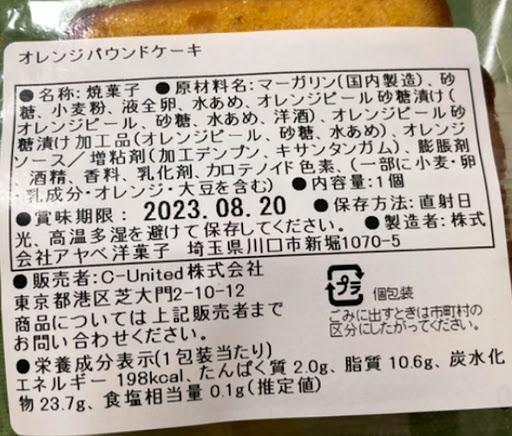 オレンジパウンドケーキ
●名称:焼菓子 ●原材料名:マーガリン(国内製造)、砂
糖、小麦粉、液全卵、水あめ、オレンジピール砂糖漬け(
オレンジピール、砂糖、水あめ、洋酒)、オレンジピール砂
糖漬け加工品(オレンジピール、砂糖、水あめ)、オレンジ
ソース/増粘剤(加工デンプン、キサンタンガム)、膨脹剤
酒精、香料、乳化剤、カロテノイド色素、(一部に小麦・卵
乳成分・オレンジ・大豆を含む) ●内容量:1個
●賞味期限: 2023.08.20 ●保存方法:直射日
光、高温多湿を避けて保存してください。●製造者:株式
会社アヤベ洋菓子 埼玉県川口市新堀1070-5
●販売者:C-United株式会社
東京都港区芝大門2-10-12
商品については上記販売者まで
お問い合わせください。
プラ 個包装
ごみに出すときは市町村の
区分にしたがってください。
●栄養成分表示(1包装当たり)
エネルギー 198kcal、たんぱく質 2.0g、脂質 10.6g、炭水化
物 23.7g、食塩相当量 0.1g(推定値)